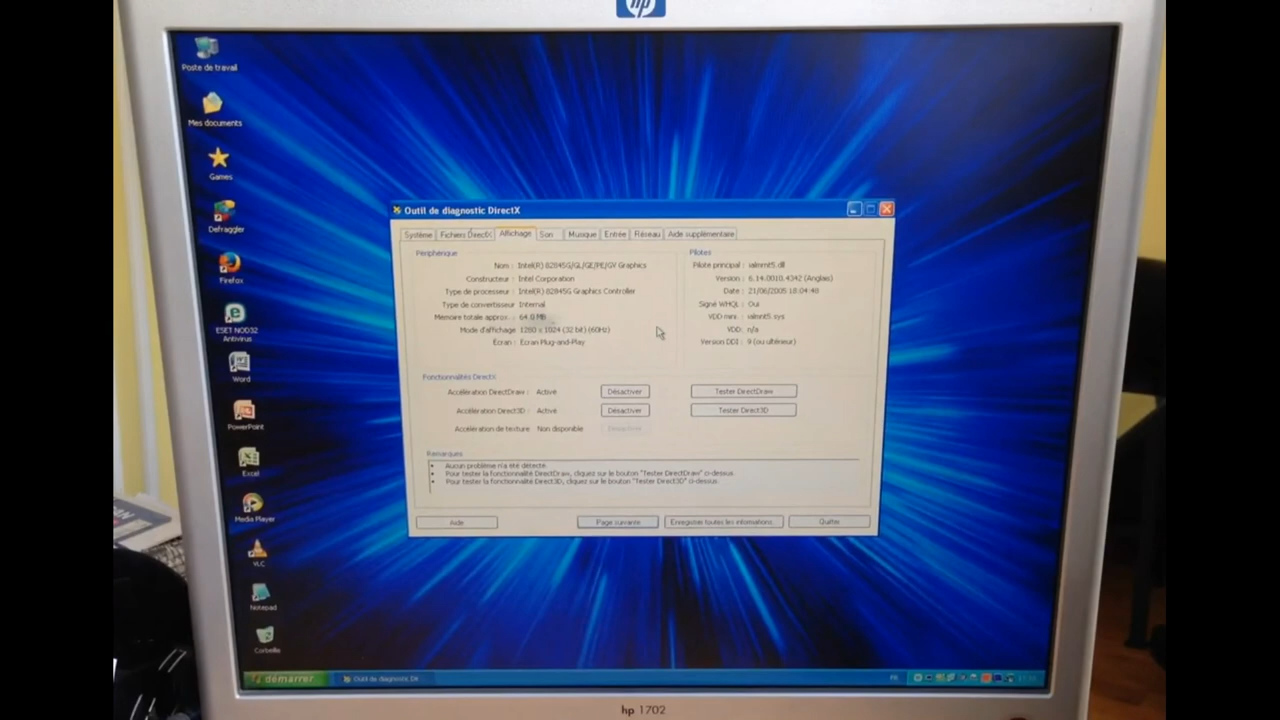 hp
Poste de travail
Mes documents
Games
Defraggler
Firefox
ESET NOD32
Antivirus
Word
PowerPoint
Excel
Media Player
VLC
Notepad
Corbeille
Outil de diagnostic DirectX
Système Fichiers DirectX Affichage Son Musique Entrée Réseau Aide supplémentaire
Périphérique
Nom : Intel(R) 82845G/GL/GE/PE/GV Graphics
Constructeur : Intel Corporation
Type de processeur : Intel(R) 82845G Graphics Controller
Type de convertisseur : Internal
Mémoire totale approx. : 64.0 MB
Mode d'affichage : 1280 x 1024 (32 bit) (60Hz)
Écran : Écran Plug-and-Play
Pilotes
Pilote principal : ialmrnt5.dll
Version : 6.14.0010.4342 (Anglais)
Date : 21/06/2005 18:04:48
Signé WHQL : Oui
VDD mini. : ialmnt5.sys
VDD : n/a
Version DDI : 9 (ou ultérieur)
Fonctionnalités DirectX
Accélération DirectDraw : Activé Désactiver Tester DirectDraw
Accélération Direct3D : Activé Désactiver Tester Direct3D
Accélération de texture Non disponible Désactiver
Remarques
• Aucun problème n'a été détecté.
• Pour tester la fonctionnalité DirectDraw, cliquez sur le bouton "Tester DirectDraw" ci-dessus.
• Pour tester la fonctionnalité Direct3D, cliquez sur le bouton "Tester Direct3D" ci-dessus.
Aide Page suivante Enregistrer toutes les informations... Quitter
démarrer Outil de diagnostic Dir FR
hp 1702